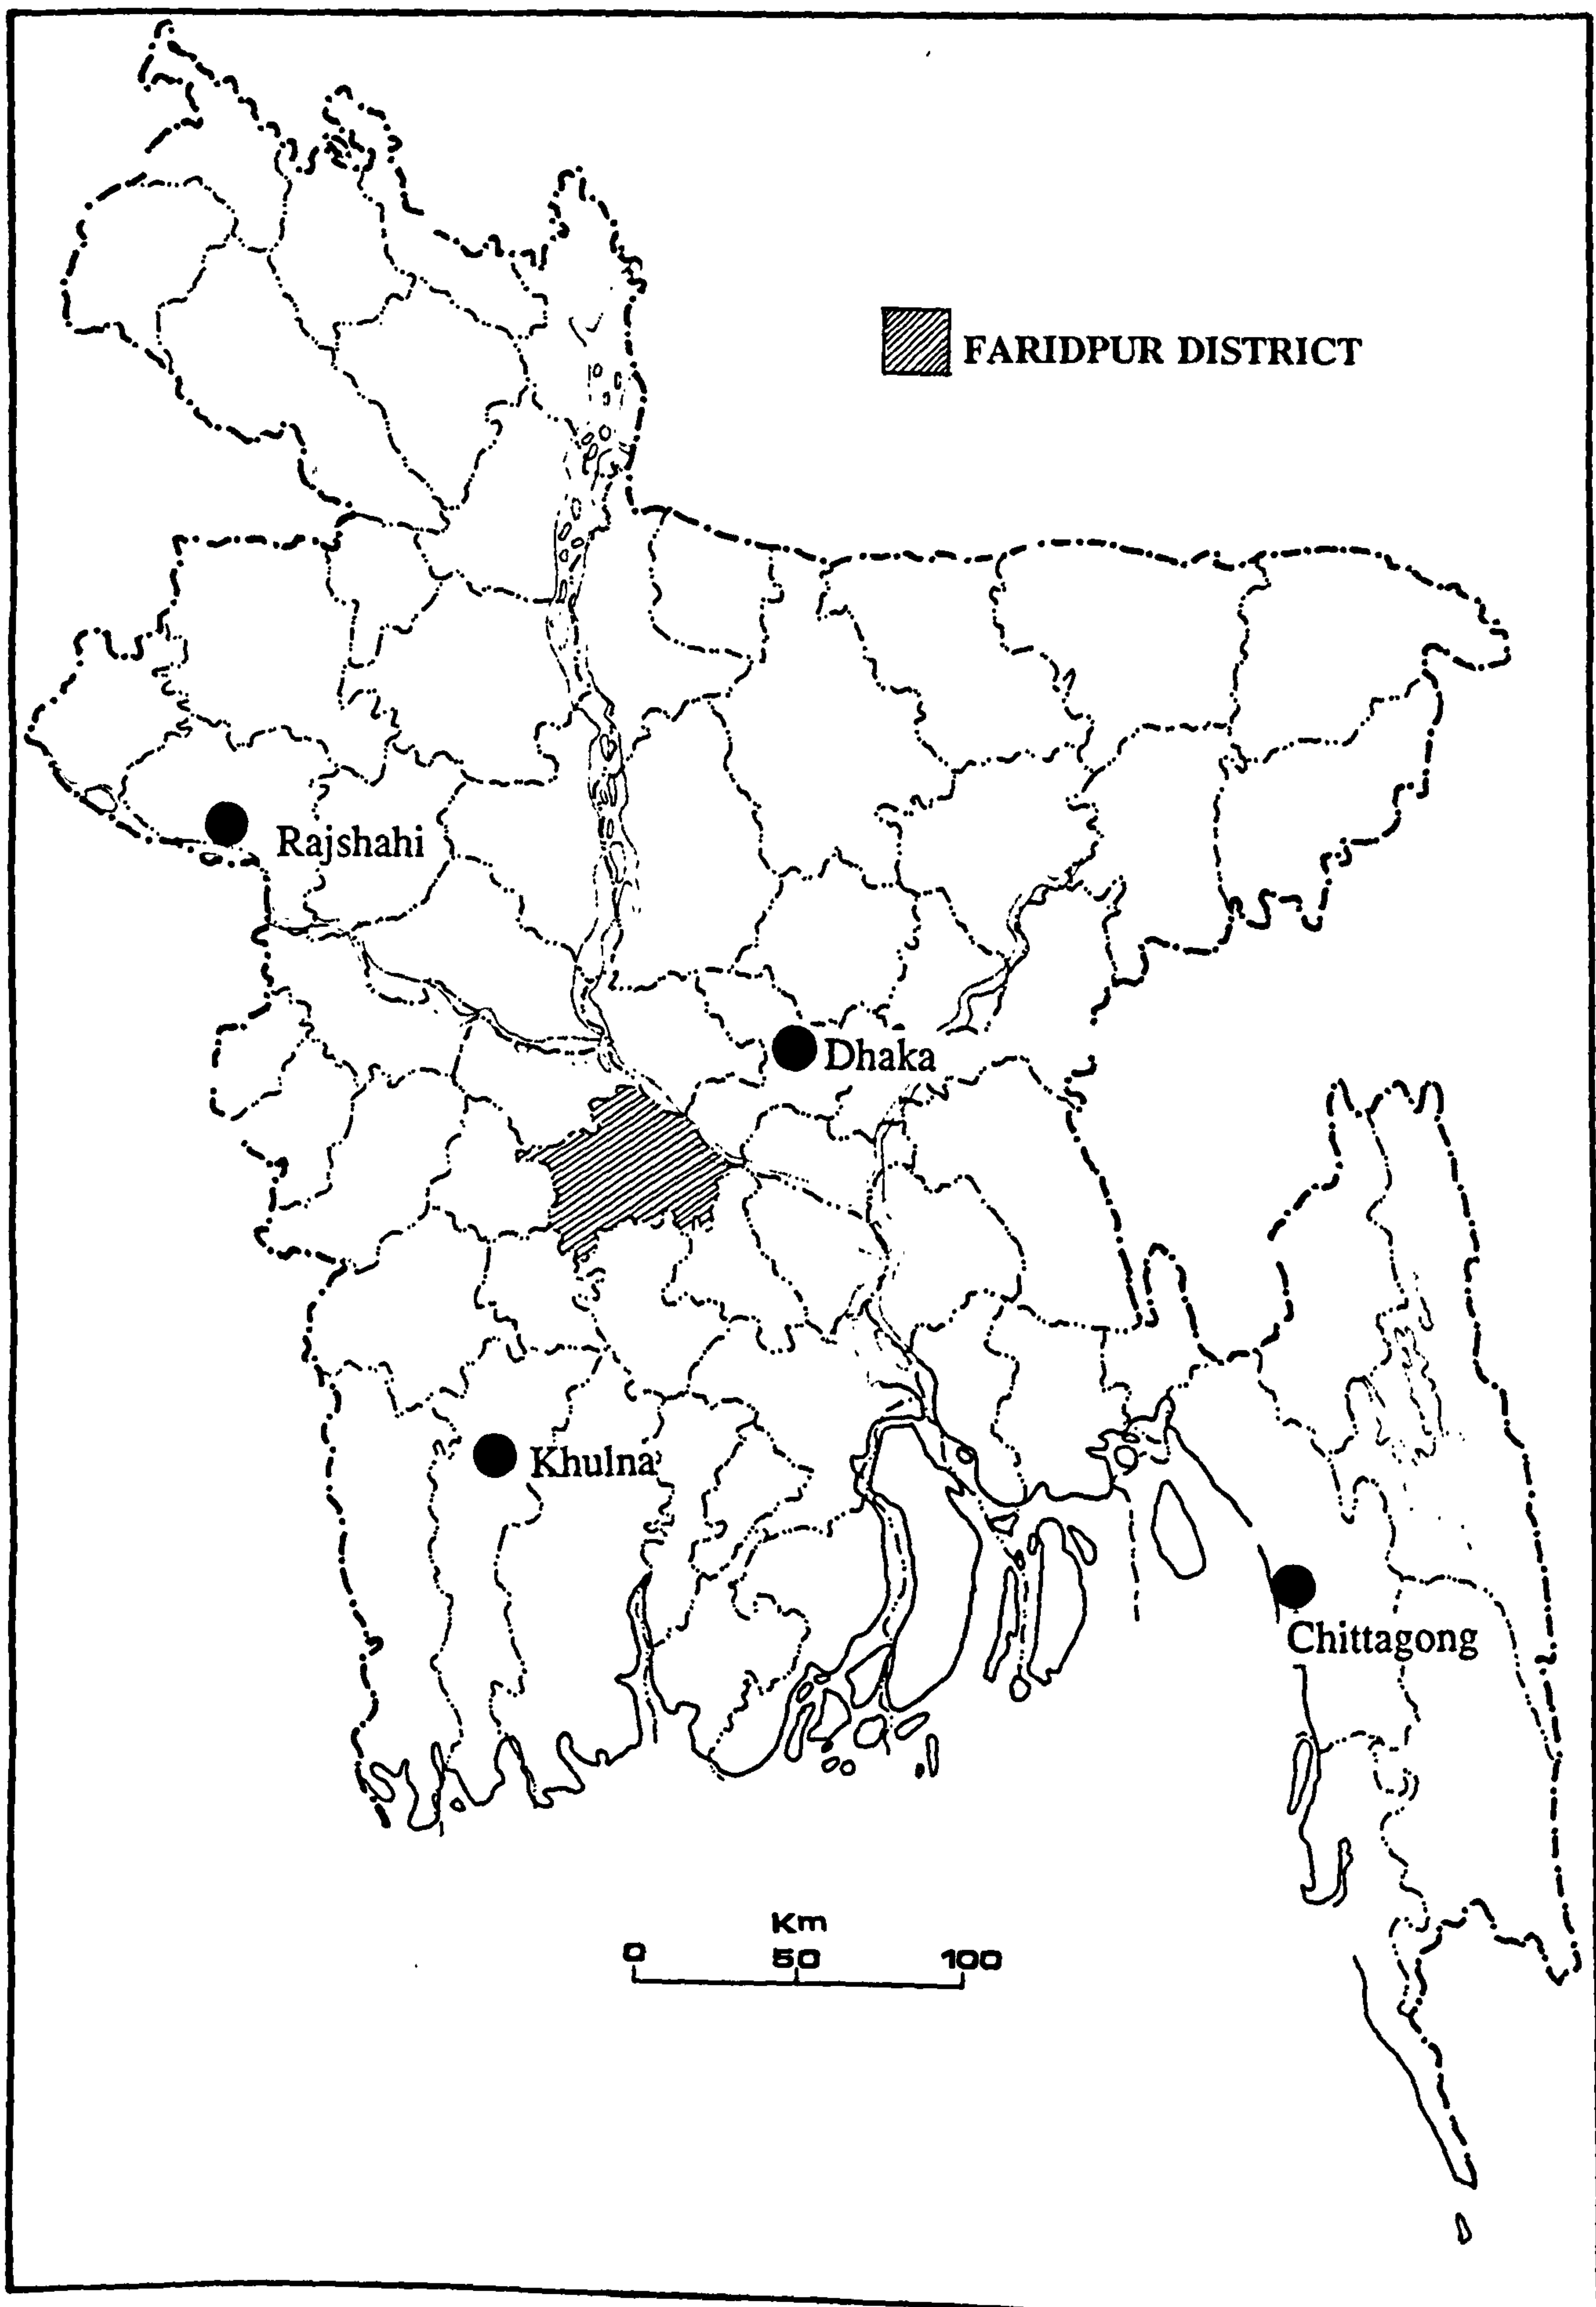 FARIDPUR DISTRICT
Rajshahi
Dhaka
Khulna
Chittagong
Km
0 50 100